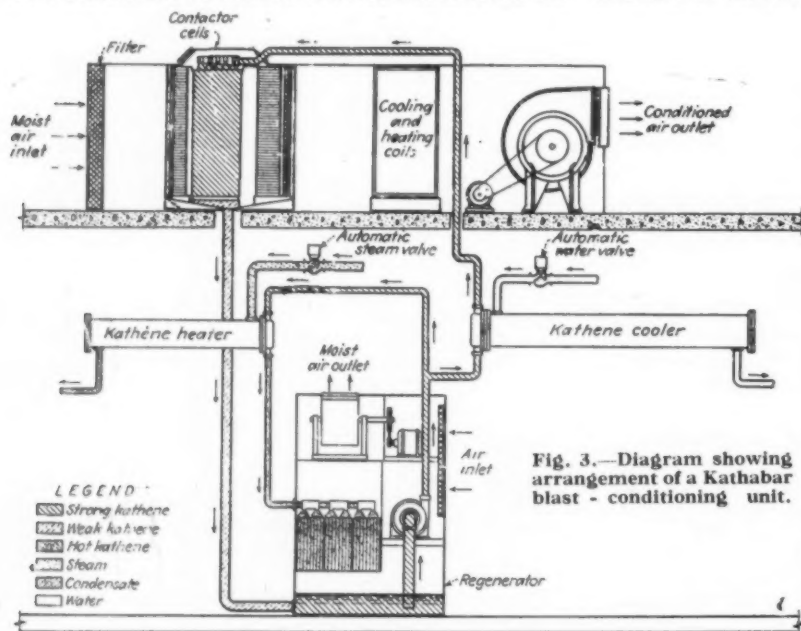 Contactor
cells
Filter
Moist
air
inlet
Cooling
and
heating
coils
Conditioned
air outlet
Automatic
steam valve
Automatic
water valve
Kathene heater
Kathene cooler
Moist
air outlet
Air
inlet
Fig. 3.—Diagram showing
arrangement of a Kathabar
blast - conditioning unit.
LEGEND
Strong kathene
Weak kathene
Hot kathene
Steam
Condensate
Water
Regenerator